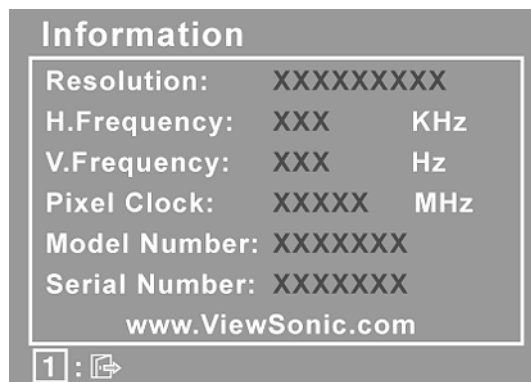 Information
Resolution: XXXXXXXXX
H.Frequency: XXX KHz
V.Frequency: XXX Hz
Pixel Clock: XXXXX MHz
Model Number: XXXXXXX
Serial Number: XXXXXXX
www.ViewSonic.com
1 :